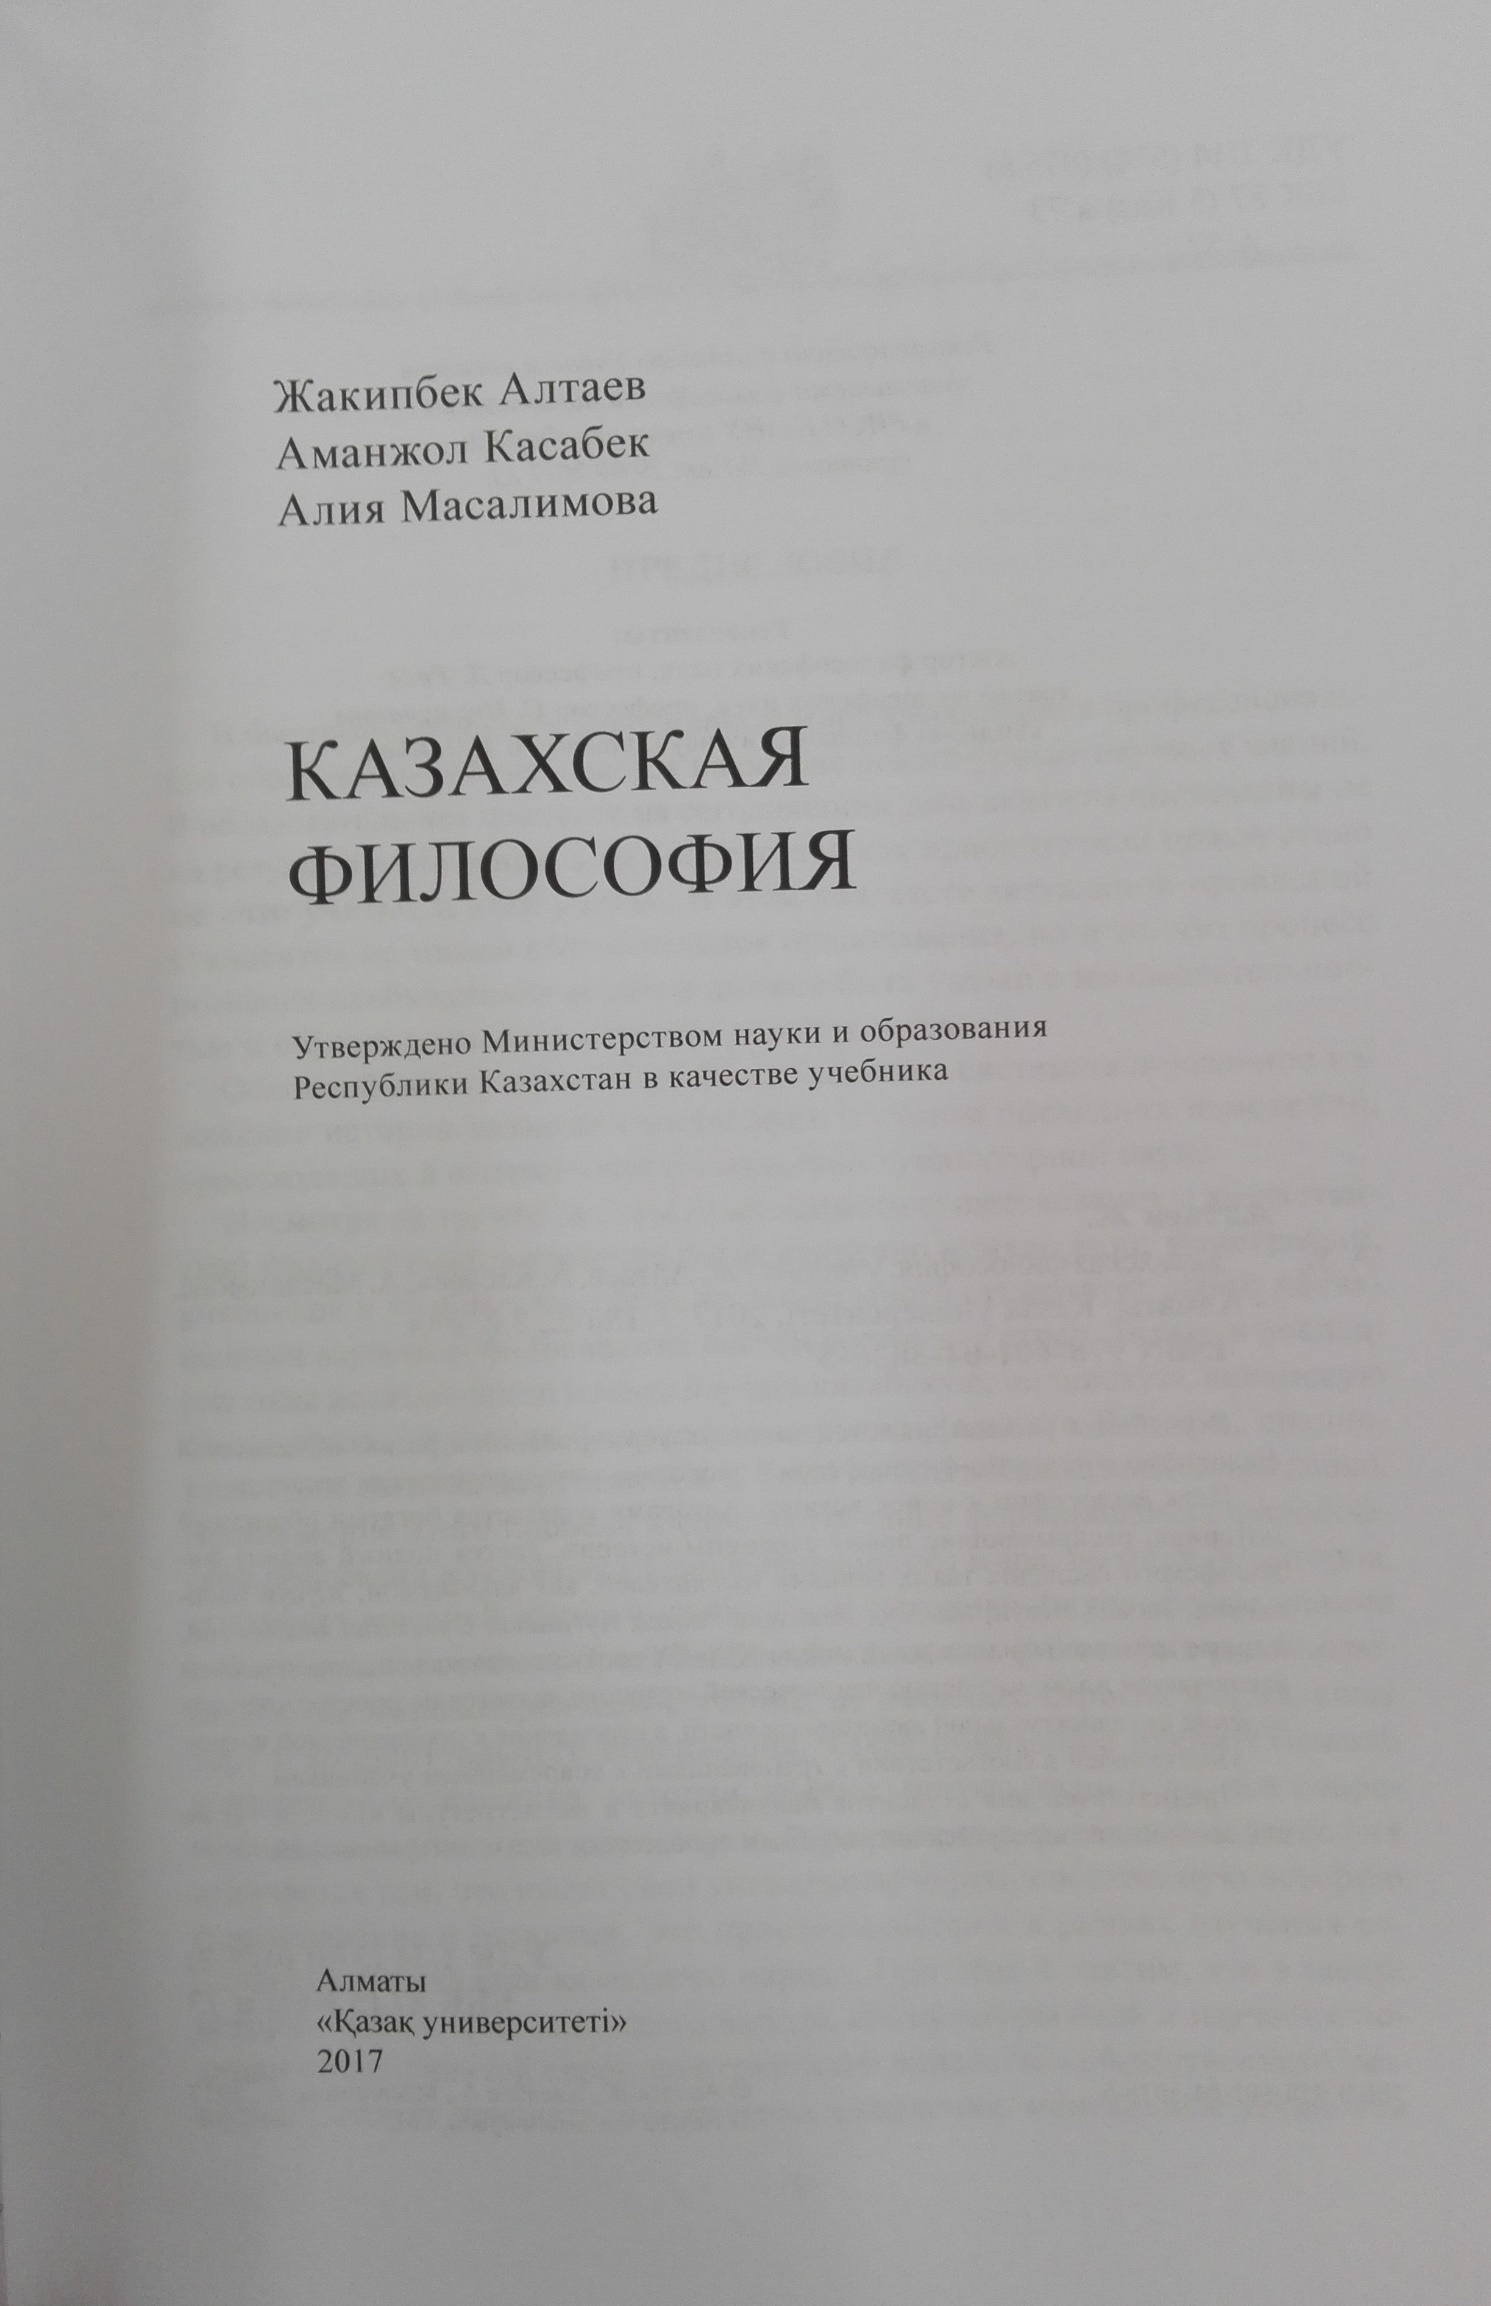 Жакипбек Алтаев
Аманжол Касабек
Алия Масалимова
КАЗАХСКАЯ
ФИЛОСОФИЯ
Утверждено Министерством науки и образования
Республики Казахстан в качестве учебника
Алматы
«Қазақ университеті»
2017